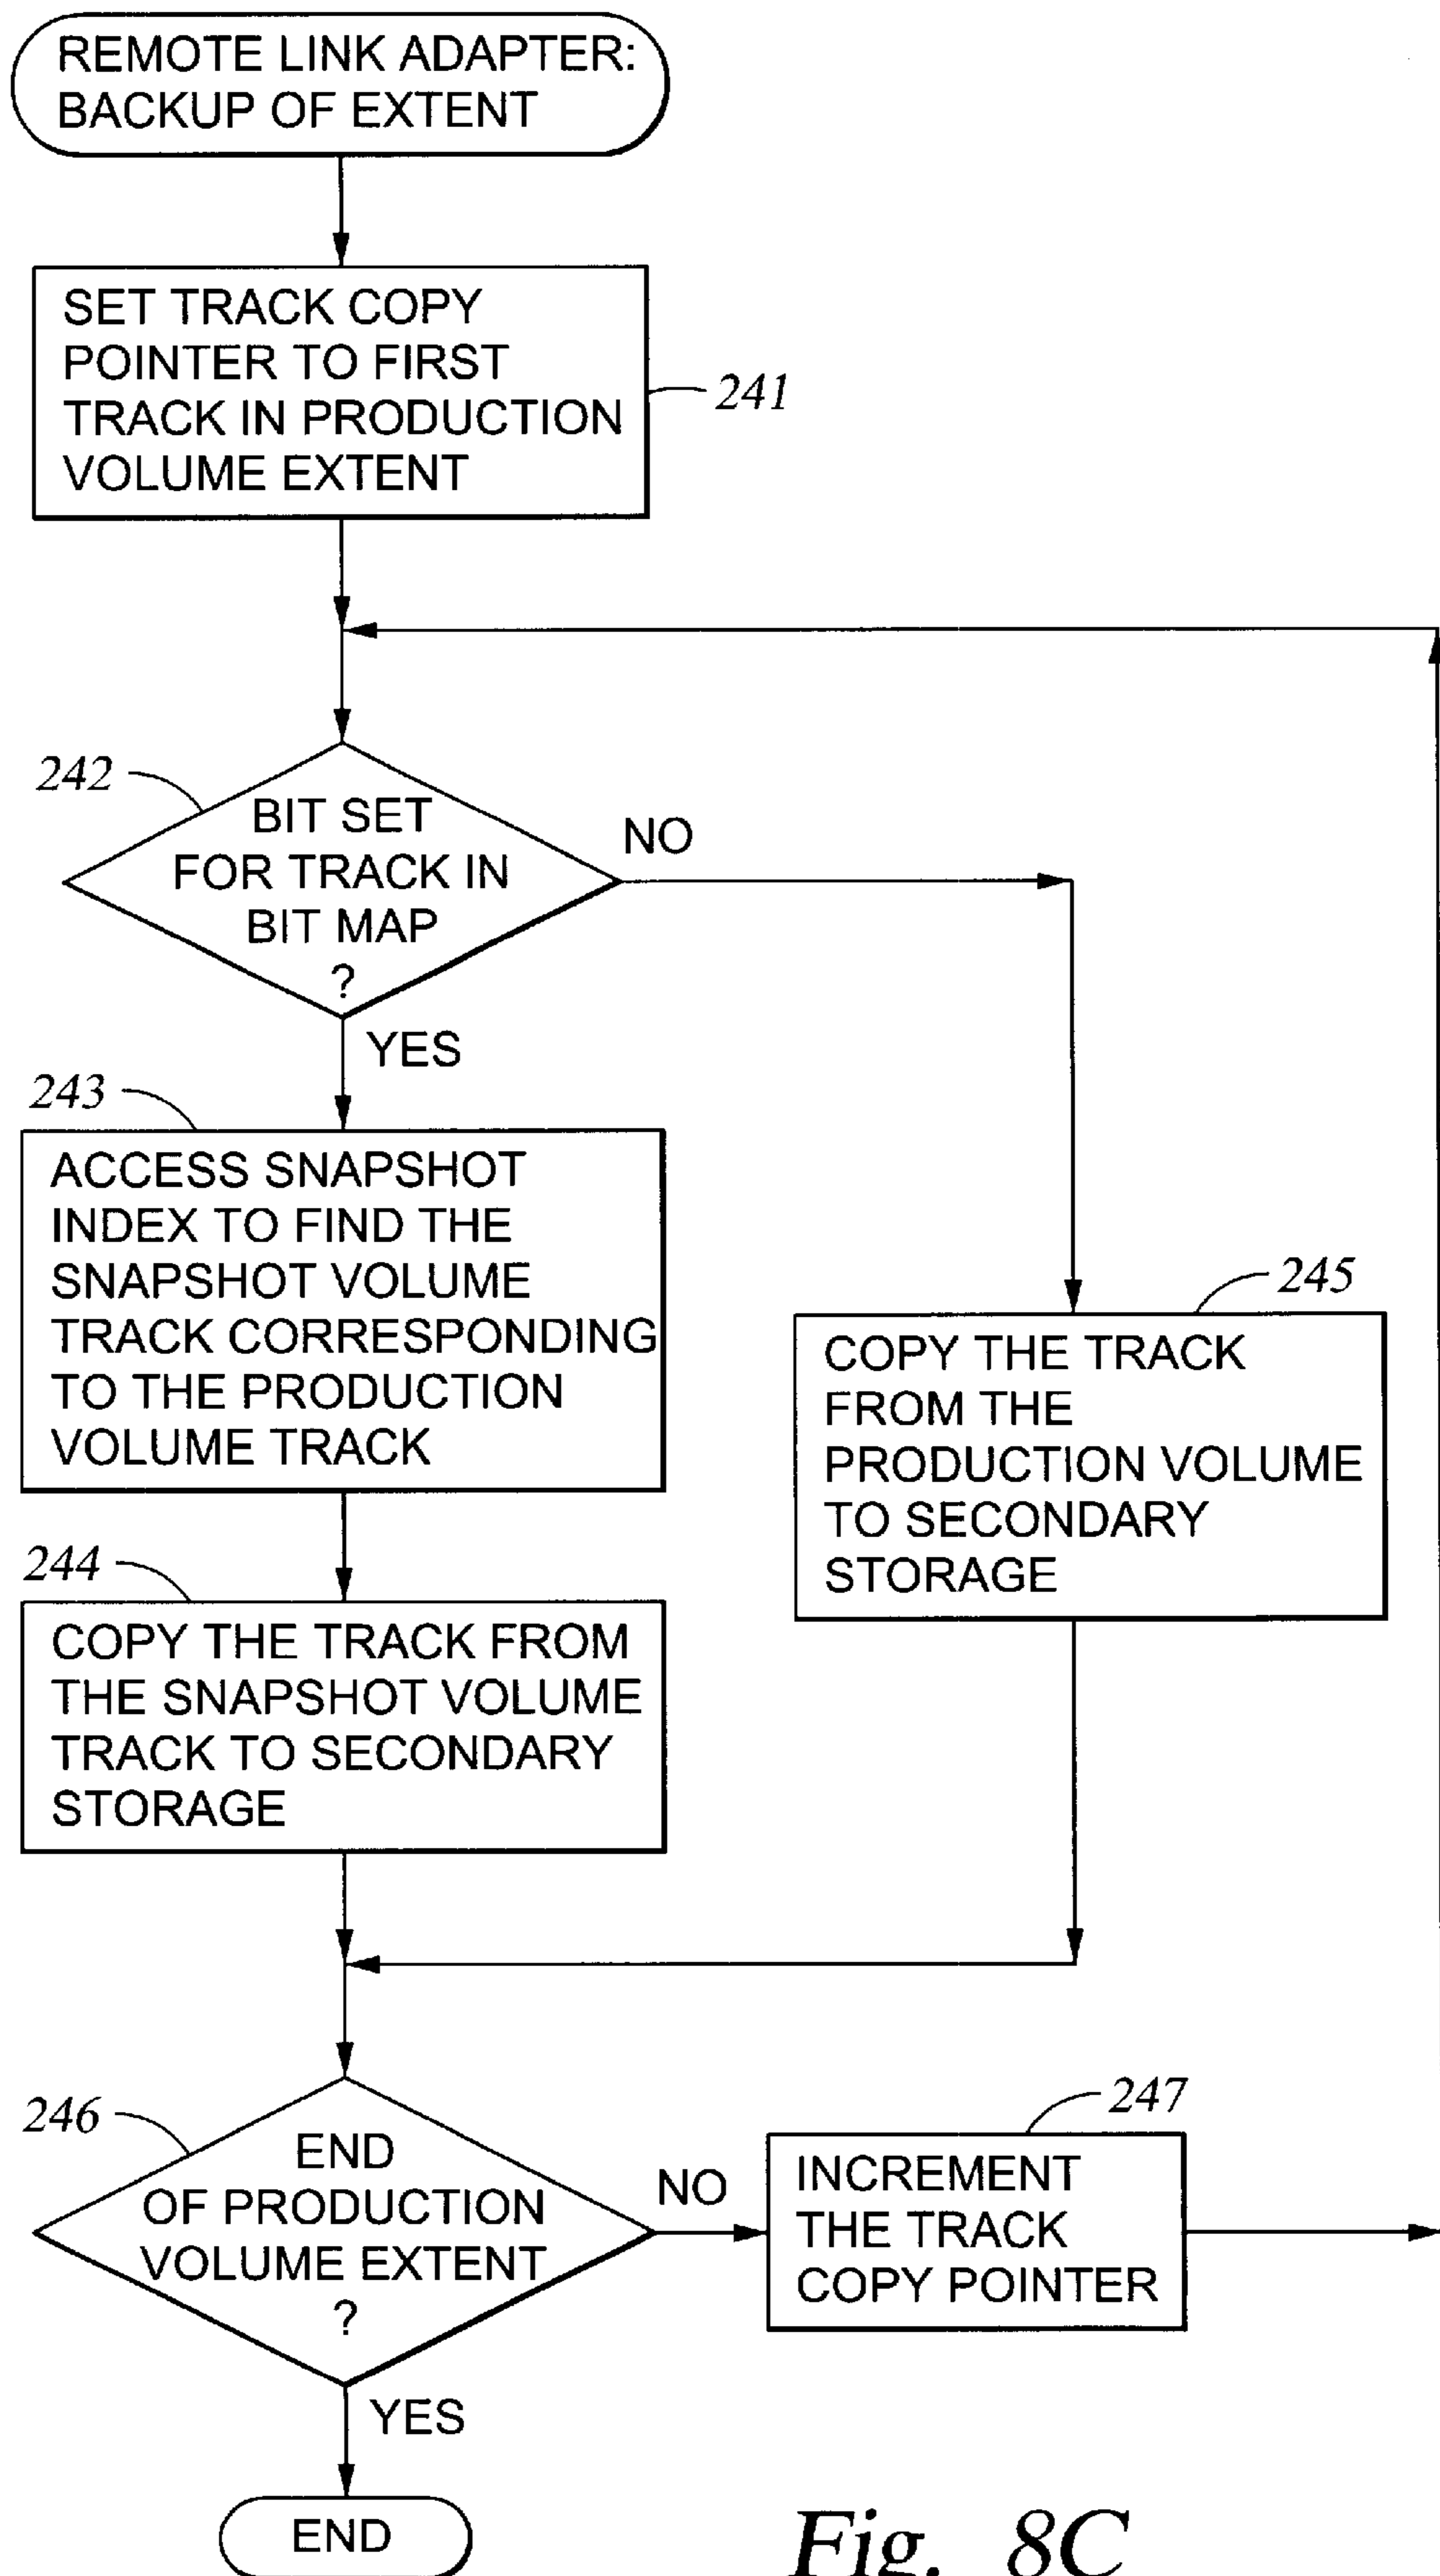 REMOTE LINK ADAPTER:
BACKUP OF EXTENT
SET TRACK COPY
POINTER TO FIRST
TRACK IN PRODUCTION
VOLUME EXTENT
241
242
BIT SET
FOR TRACK IN
BIT MAP
?
NO
YES
243
ACCESS SNAPSHOT
INDEX TO FIND THE
SNAPSHOT VOLUME
TRACK CORRESPONDING
TO THE PRODUCTION
VOLUME TRACK
245
COPY THE TRACK
FROM THE
PRODUCTION VOLUME
TO SECONDARY
STORAGE
244
COPY THE TRACK FROM
THE SNAPSHOT VOLUME
TRACK TO SECONDARY
STORAGE
246
END
OF PRODUCTION
VOLUME EXTENT
?
NO
247
INCREMENT
THE TRACK
COPY POINTER
YES
END
Fig. 8C